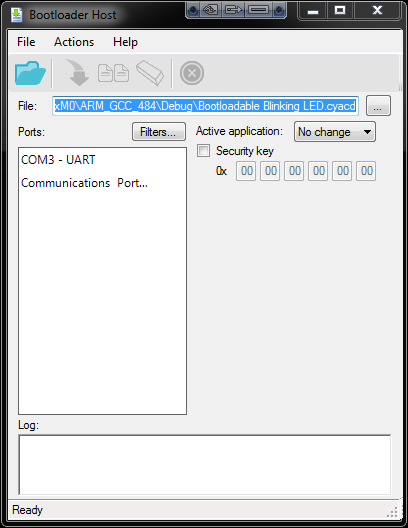 Bootloader Host
File Actions Help
File: xM0\ARM_GCC_484\Debug\Bootloadable Blinking LED.cyacd ...
Ports: Filters... Active application: No change
COM3 - UART
Communications Port...
Security key
0x 00 00 00 00 00 00
Log:
Ready